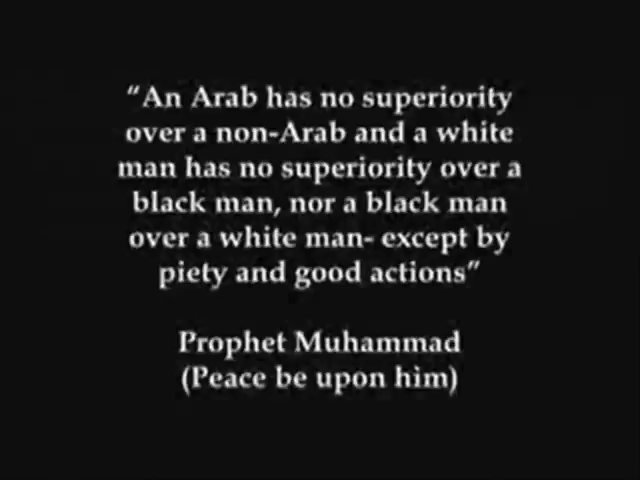 “An Arab has no superiority
over a non-Arab and a white
man has no superiority over a
black man, nor a black man
over a white man- except by
piety and good actions”
Prophet Muhammad
(Peace be upon him)